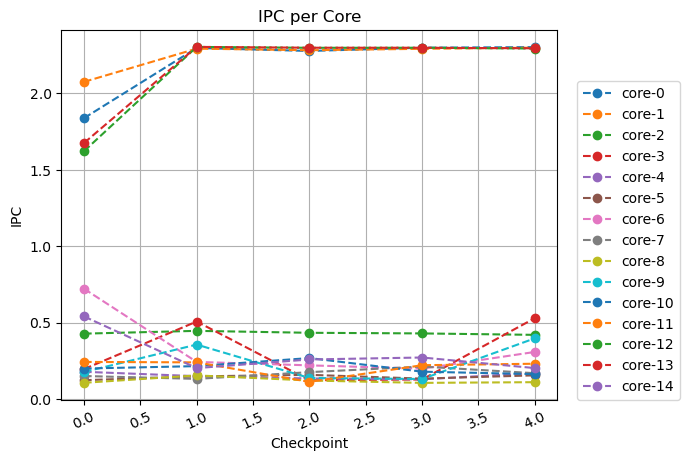 IPC per Core
IPC
2.0
1.5
1.0
0.5
0.0
0.0
0.5
1.0
1.5
2.0
2.5
3.0
3.5
4.0
Checkpoint
core-0
core-1
core-2
core-3
core-4
core-5
core-6
core-7
core-8
core-9
core-10
core-11
core-12
core-13
core-14